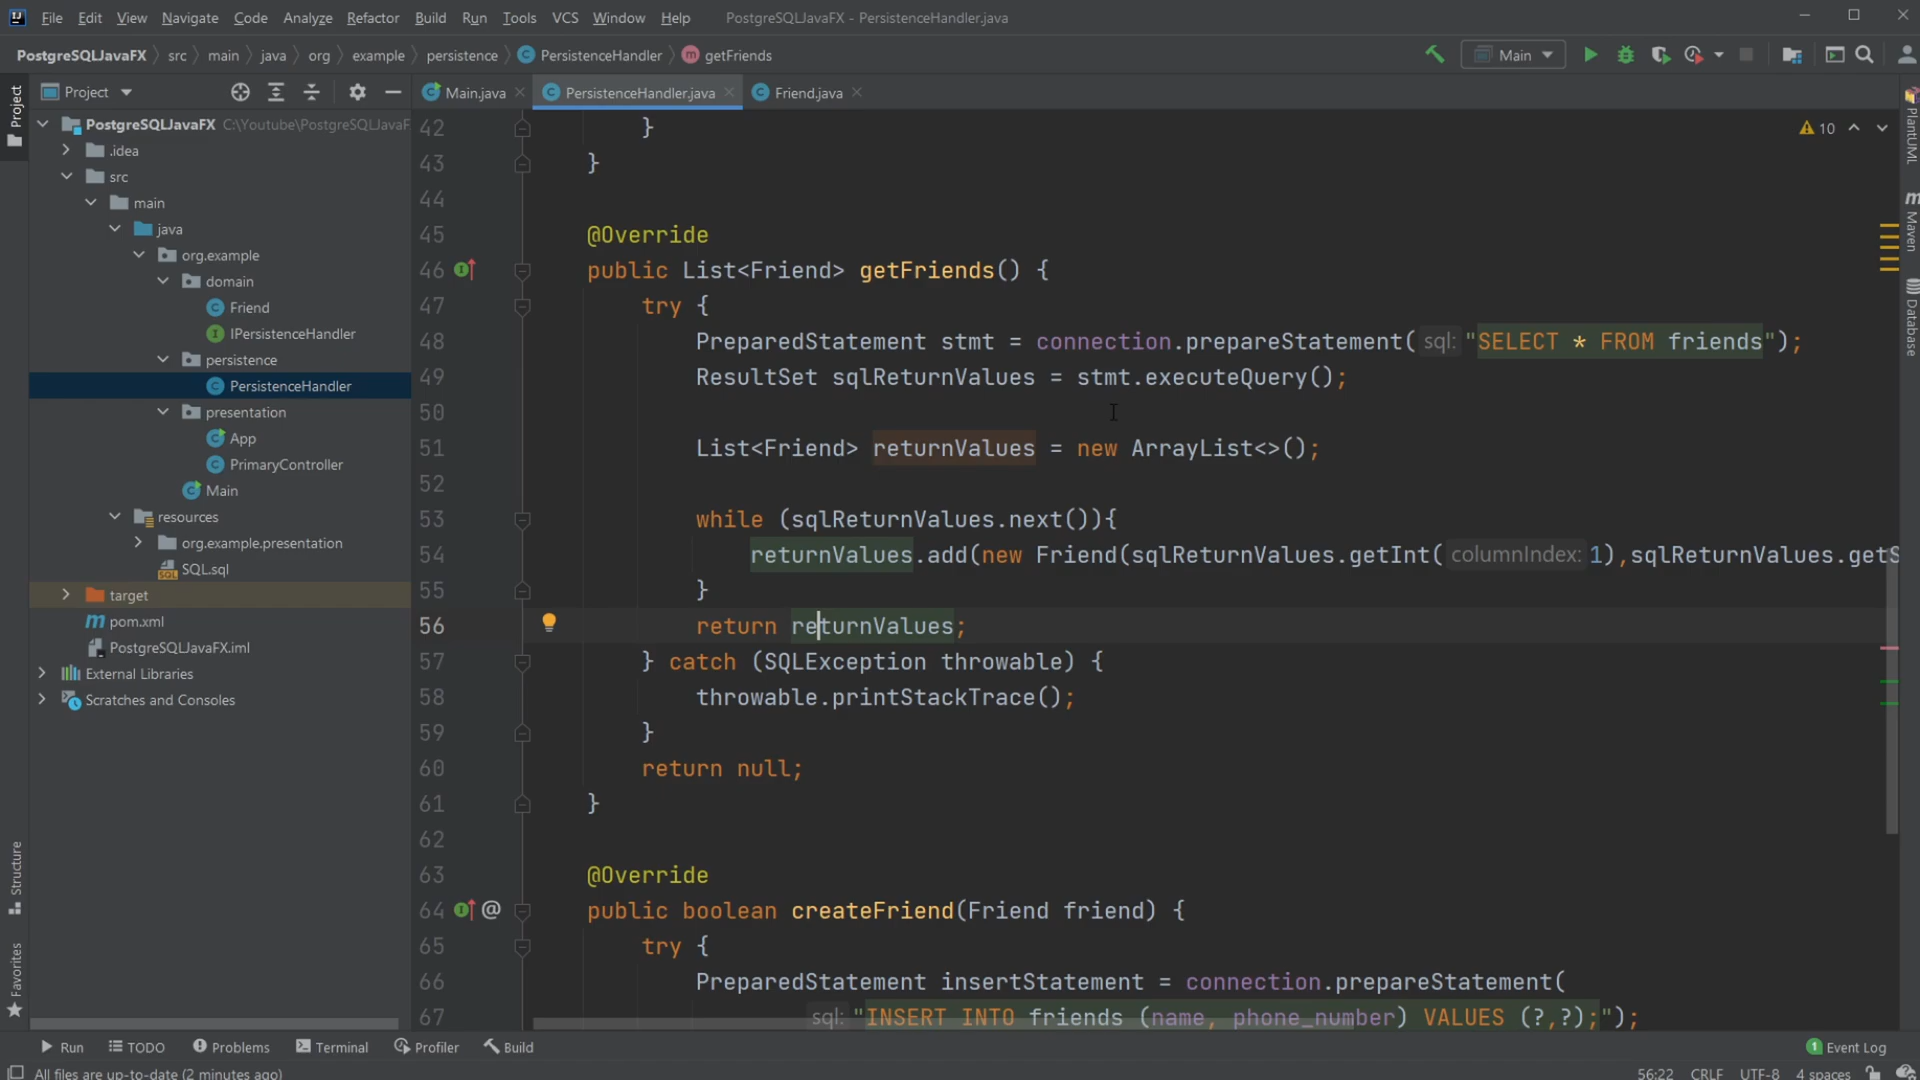 File Edit View Navigate Code Analyze Refactor Build Run Tools VCS Window Help PostgreSQLJavaFX - PersistenceHandler.java
PostgreSQLJavaFX src main java org example persistence PersistenceHandler getFriends Main
Project Main.java PersistenceHandler.java Friend.java
Project
Structure
Favorites
PostgreSQLJavaFX C:\Youtube\PostgreSQLJavaF
.idea
src
main
java
org.example
domain
Friend
IPersistenceHandler
persistence
PersistenceHandler
presentation
App
PrimaryController
Main
resources
org.example.presentation
SQL.sql
target
pom.xml
PostgreSQLJavaFX.iml
External Libraries
Scratches and Consoles
10
42 }
43 }
44
45 @Override
46 public List<Friend> getFriends() {
47 try {
48 PreparedStatement stmt = connection.prepareStatement( sql: "SELECT * FROM friends");
49 ResultSet sqlReturnValues = stmt.executeQuery();
50
51 List<Friend> returnValues = new ArrayList<>();
52
53 while (sqlReturnValues.next()){
54 returnValues.add(new Friend(sqlReturnValues.getInt( columnIndex: 1),sqlReturnValues.getS
55 }
56 return returnValues;
57 } catch (SQLException throwable) {
58 throwable.printStackTrace();
59 }
60 return null;
61 }
62
63 @Override
64 @ public boolean createFriend(Friend friend) {
65 try {
66 PreparedStatement insertStatement = connection.prepareStatement(
67 sql: "INSERT INTO friends (name, phone_number) VALUES (?,?);");
PlantUML
Maven
Database
Run TODO Problems Terminal Profiler Build 1 Event Log
All files are up-to-date (2 minutes ago) 56:22 CRLF UTF-8 4 spaces